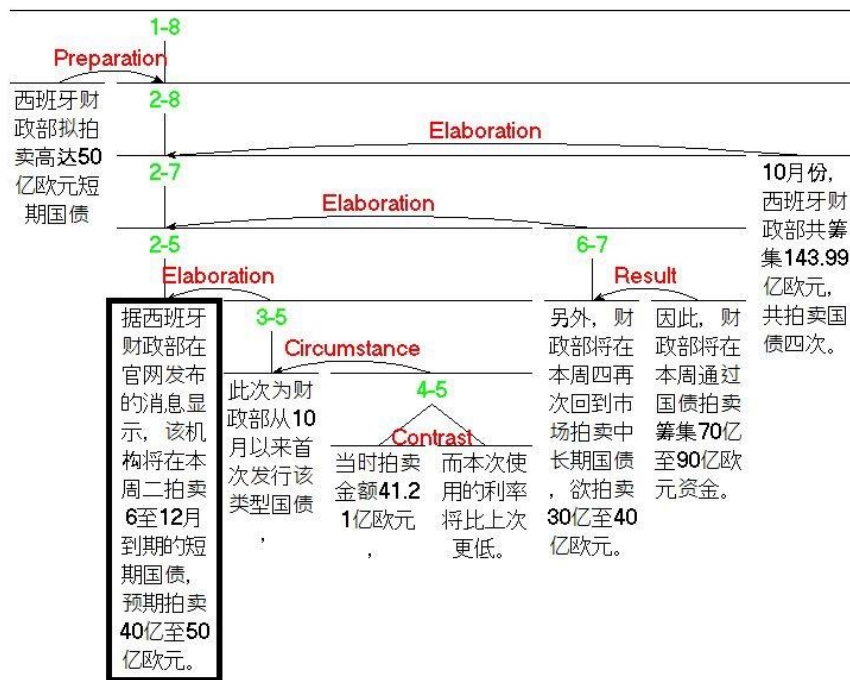 1-8
Preparation
西班牙财
政部拟拍
卖高达50
亿欧元短
期国债
2-8
Elaboration
2-7
Elaboration
2-5
Elaboration
据西班牙
财政部在
官网发布
的消息显
示，该机
构将在本
周二拍卖
6至12月
到期的短
期国债，
预期拍卖
40亿至50
亿欧元。
3-5
Circumstance
此次为财
政部从10
月以来首
次发行该
类型国债
，
4-5
Contrast
当时拍卖
金额41.2
1亿欧元
，
而本次使
用的利率
将比上次
更低。
6-7
Result
另外，财
政部将在
本周四再
次回到市
场拍卖中
长期国债
，欲拍卖
30亿至40
亿欧元。
因此，财
政部将在
本周通过
国债拍卖
筹集70亿
至90亿欧
元资金。
10月份，
西班牙财
政部共筹
集143.99
亿欧元，
共拍卖国
债四次。